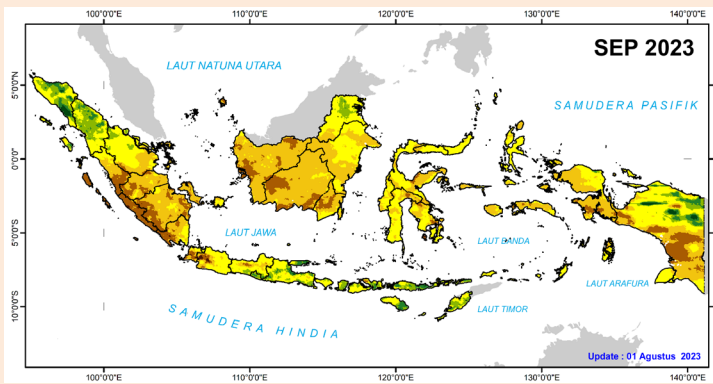 100°0'0"E 110°0'0"E 120°0'0"E 130°0'0"E 140°0'0"E
SEP 2023
LAUT NATUNA UTARA
5°0'0"N
SAMUDERA PASIFIK
0°0'0"
LAUT JAWA
LAUT BANDA
5°0'0"S
LAUT ARAFURA
10°0'0"S
SAMUDERA HINDIA
LAUT TIMOR
Update : 01 Agustus 2023
100°0'0"E 110°0'0"E 120°0'0"E 130°0'0"E 140°0'0"E